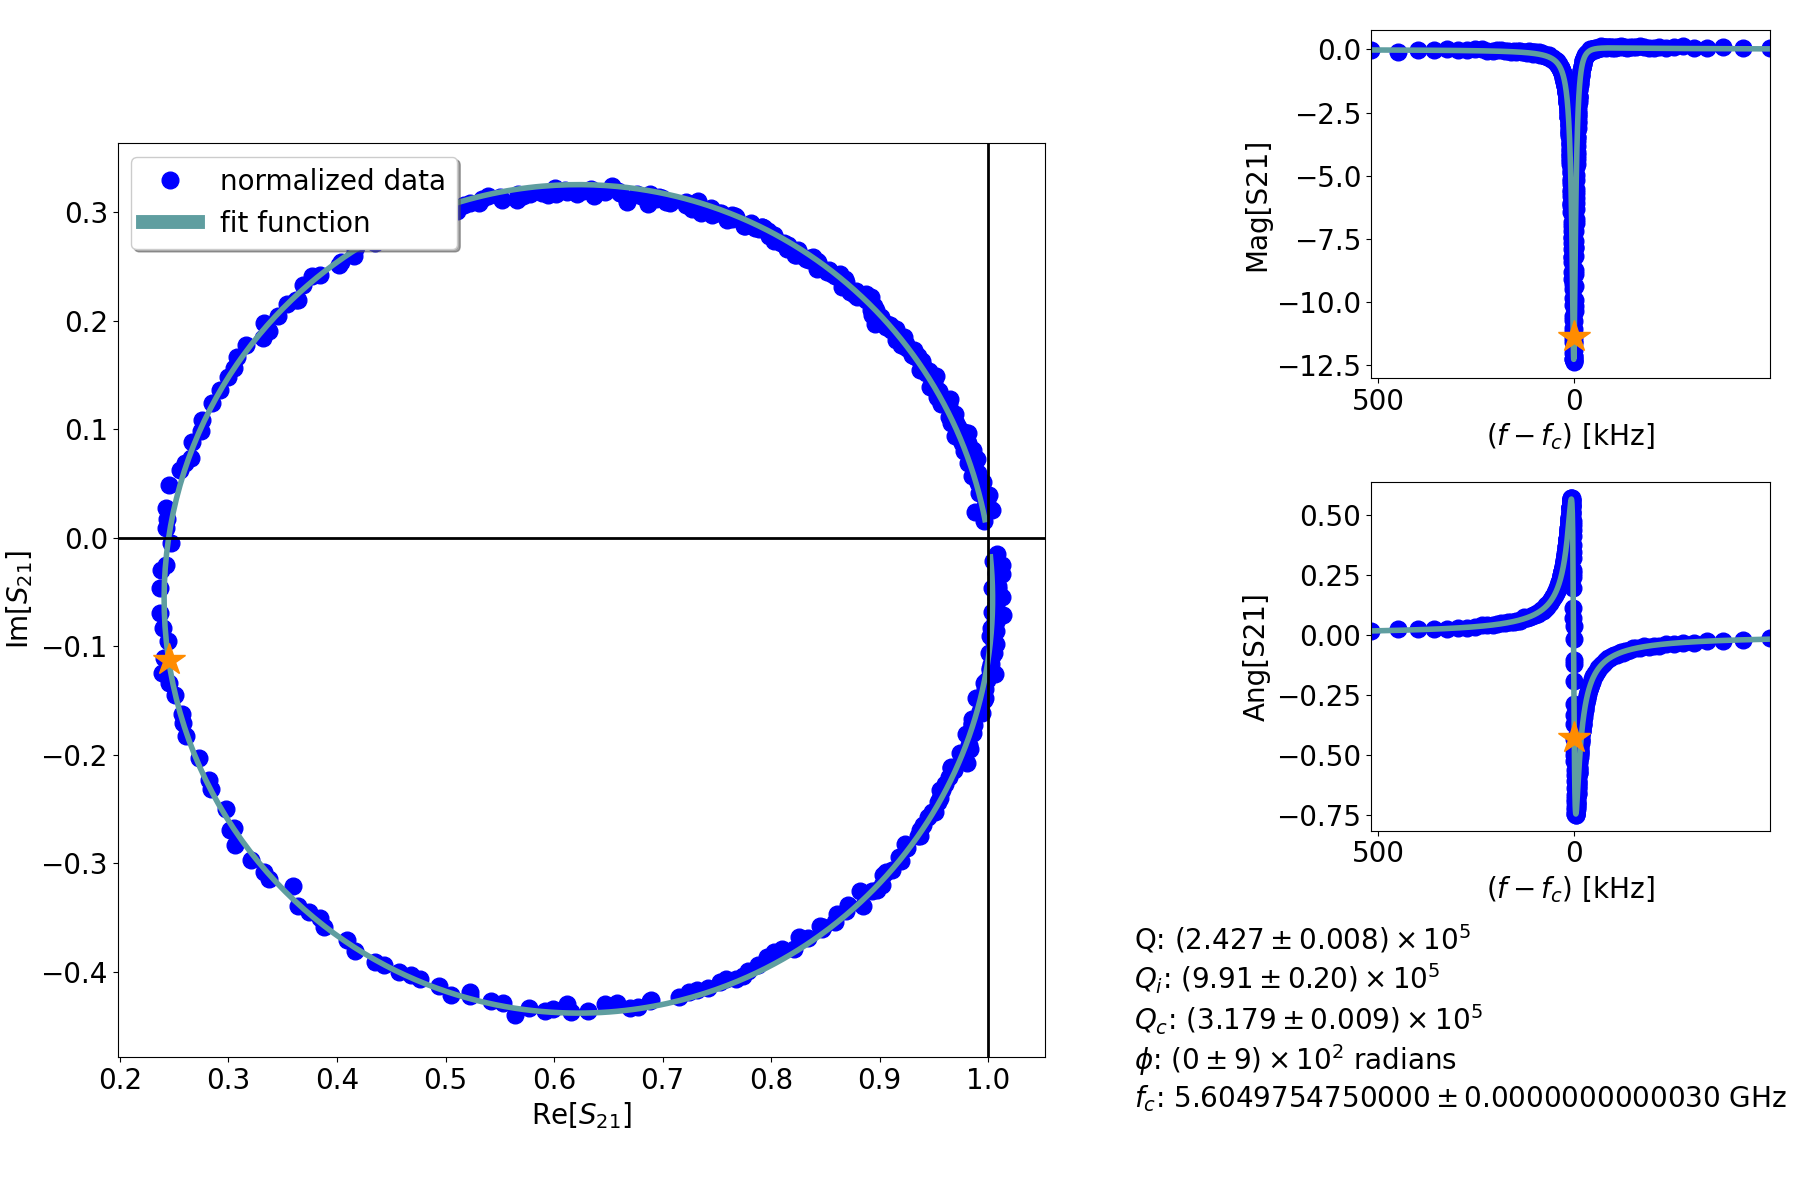 normalized data
fit function
0.3
0.2
0.1
0.0
−0.1
−0.2
−0.3
−0.4
Im[S21]
0.2 0.3 0.4 0.5 0.6 0.7 0.8 0.9 1.0
Re[S21]
0.0
−2.5
−5.0
−7.5
−10.0
−12.5
Mag[S21]
500 0
(f − fc) [kHz]
0.50
0.25
0.00
−0.25
−0.50
−0.75
Ang[S21]
500 0
(f − fc) [kHz]
Q: (2.427 ± 0.008) × 10^5
Qi: (9.91 ± 0.20) × 10^5
Qc: (3.179 ± 0.009) × 10^5
ϕ: (0 ± 9) × 10^2 radians
fc: 5.6049754750000 ± 0.0000000000030 GHz